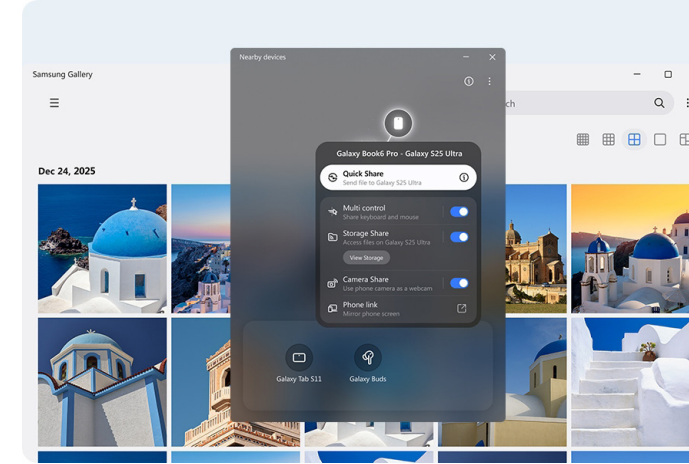 Nearby devices
Samsung Gallery
ch
Dec 24, 2025
Galaxy Book6 Pro - Galaxy S25 Ultra
Quick Share
Send file to Galaxy S25 Ultra
Multi control
Share keyboard and mouse
Storage Share
Access files on Galaxy S25 Ultra
View Storage
Camera Share
Use phone camera as a webcam
Phone link
Mirror phone screen
Galaxy Tab S11
Galaxy Buds